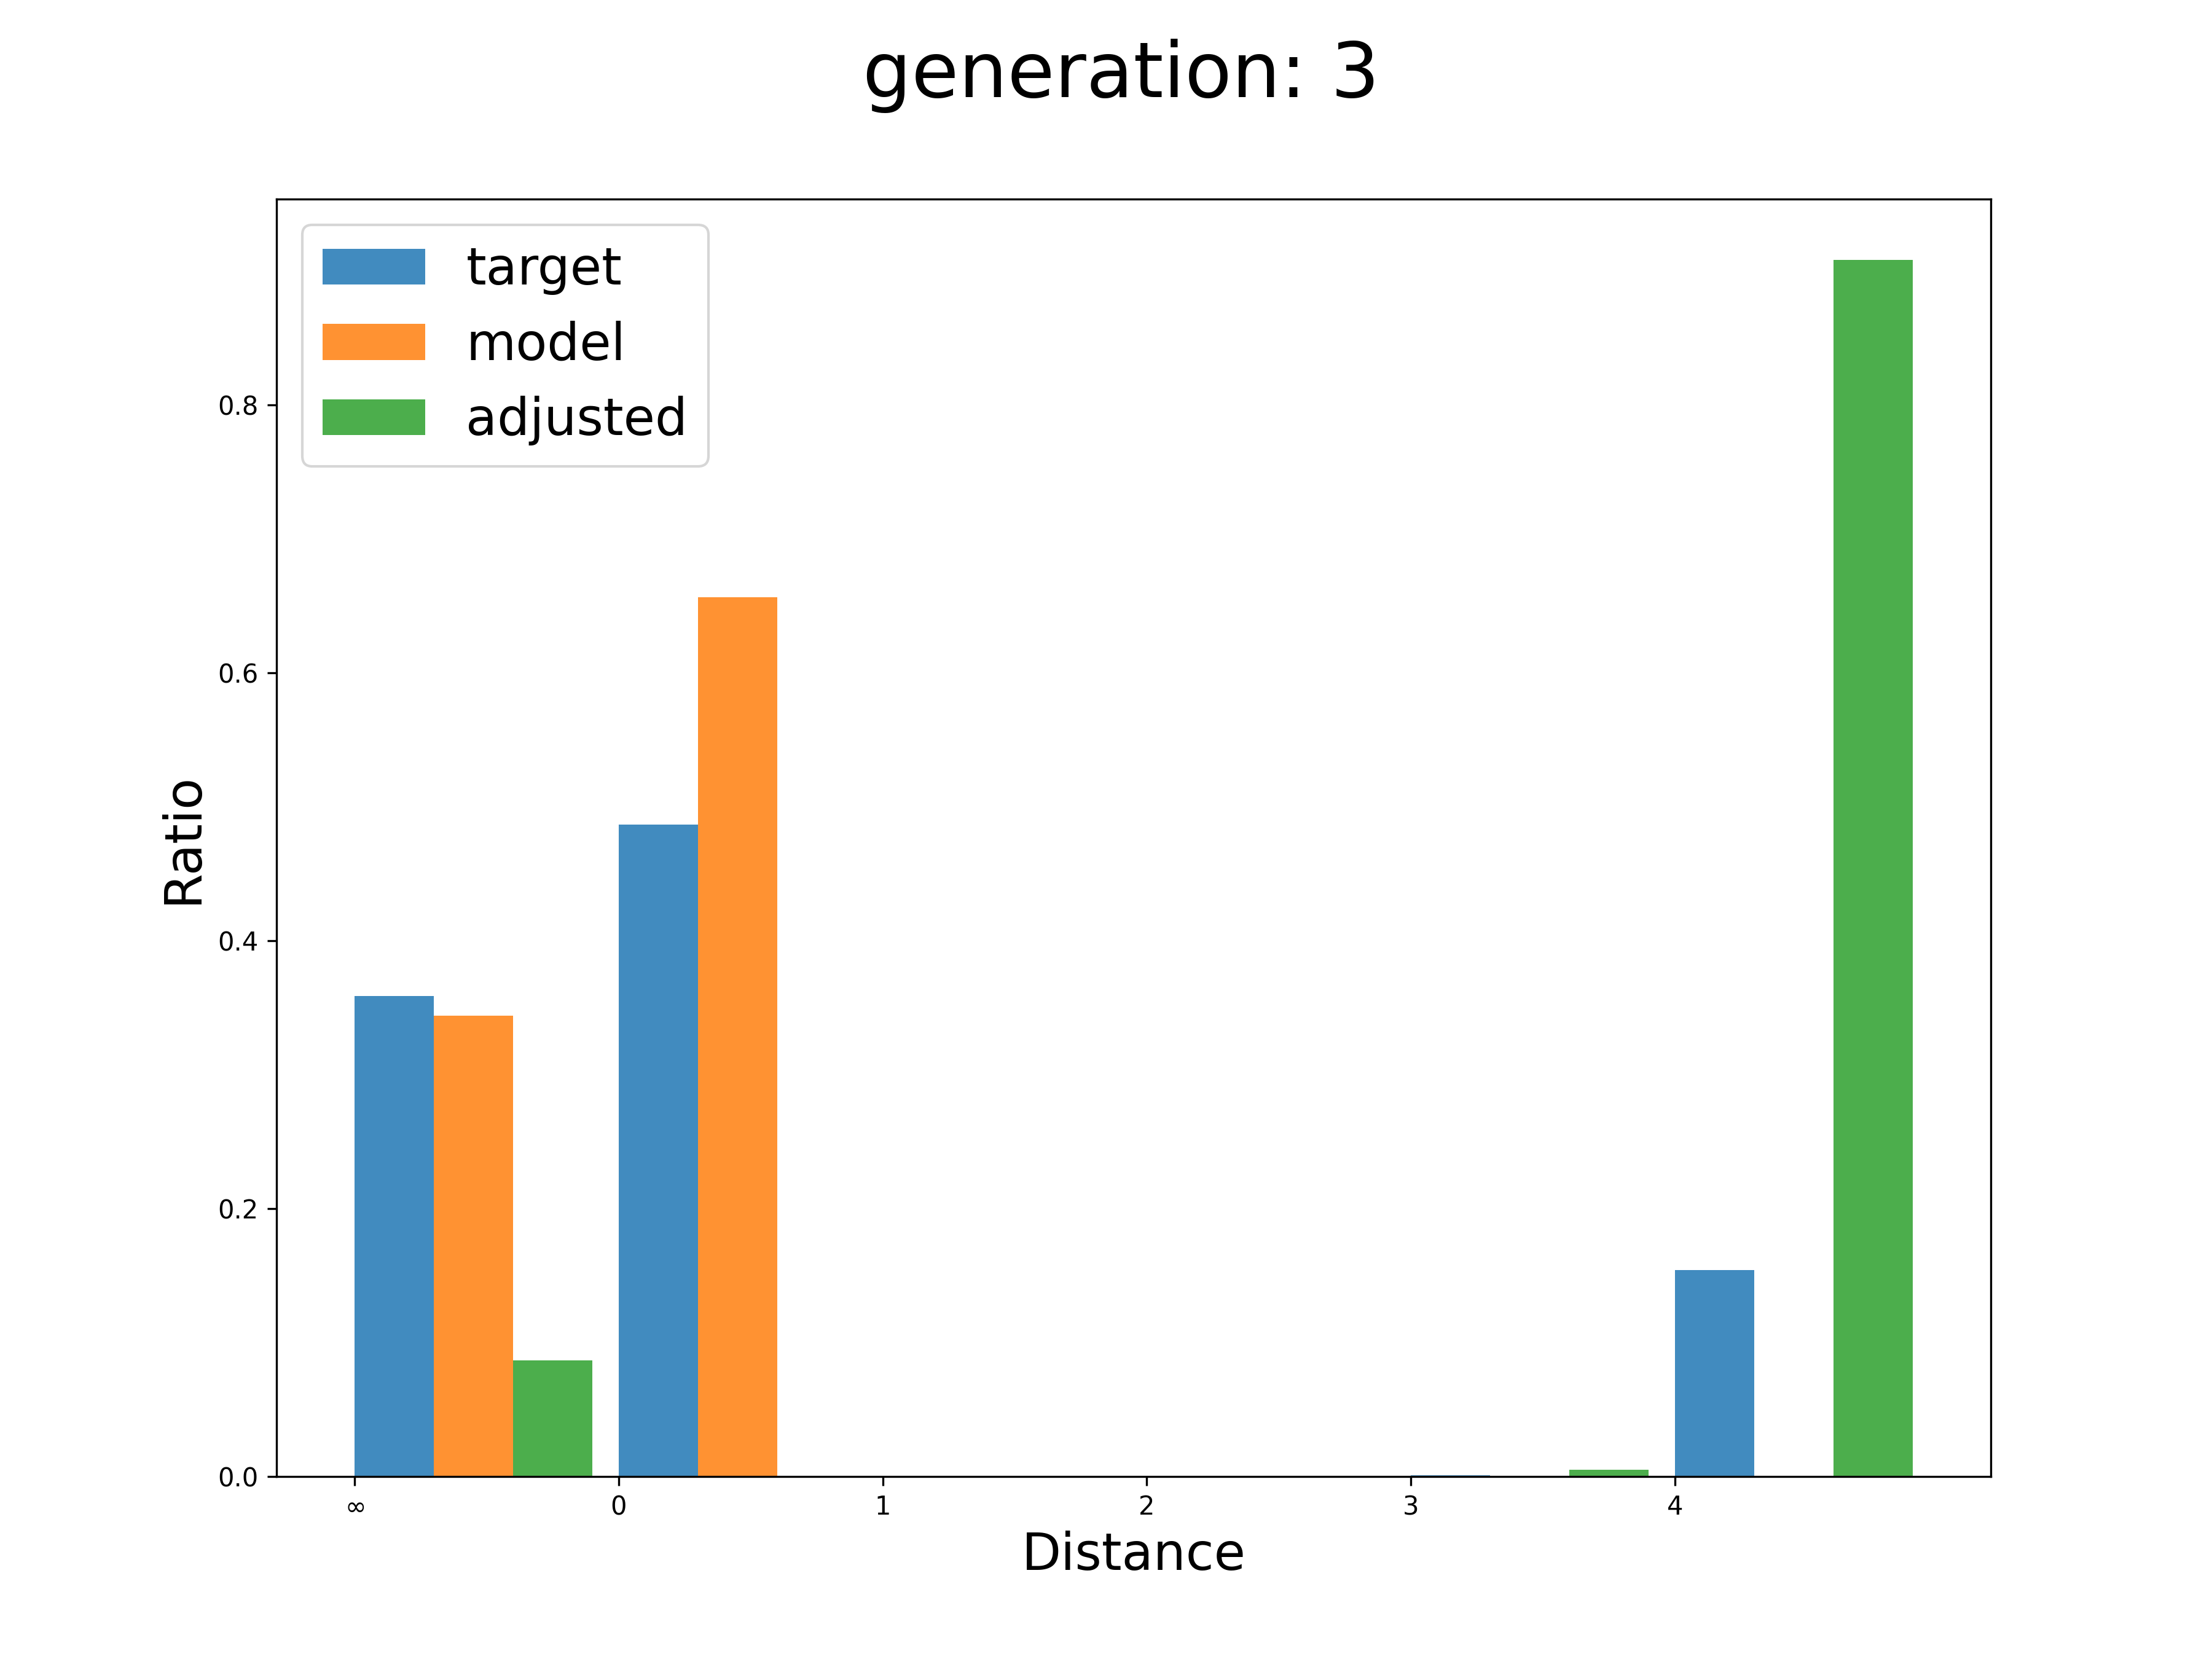 generation: 3
target
model
adjusted
0.8
0.6
0.4
0.2
0.0
Ratio
∞ 0 1 2 3 4
Distance